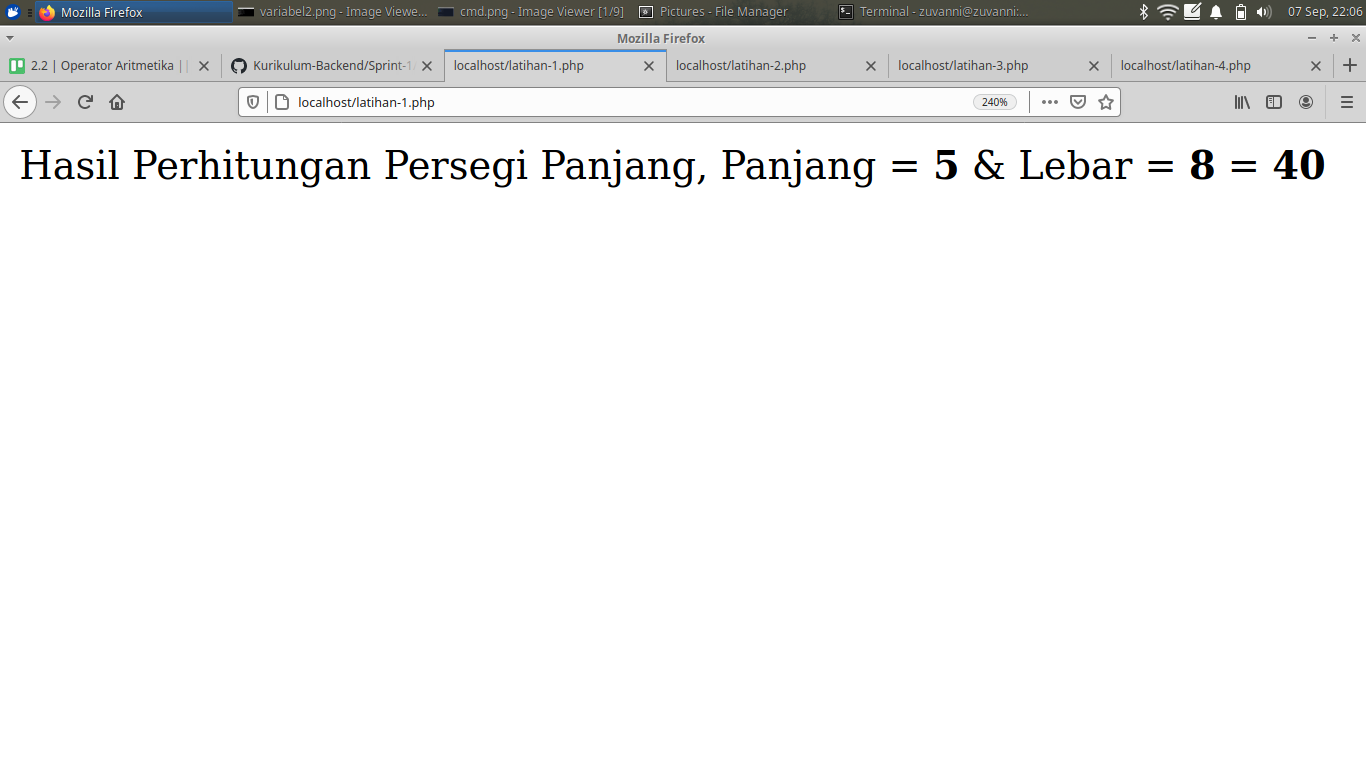 Mozilla Firefox
variabel2.png - Image Viewe...
cmd.png - Image Viewer [1/9]
Pictures - File Manager
Terminal - zuvanni@zuvanni:...
07 Sep, 22:06
Mozilla Firefox
2.2 | Operator Aritmetika ||
Kurikulum-Backend/Sprint-1
localhost/latihan-1.php
localhost/latihan-2.php
localhost/latihan-3.php
localhost/latihan-4.php
localhost/latihan-1.php
240%
Hasil Perhitungan Persegi Panjang, Panjang = 5 & Lebar = 8 = 40